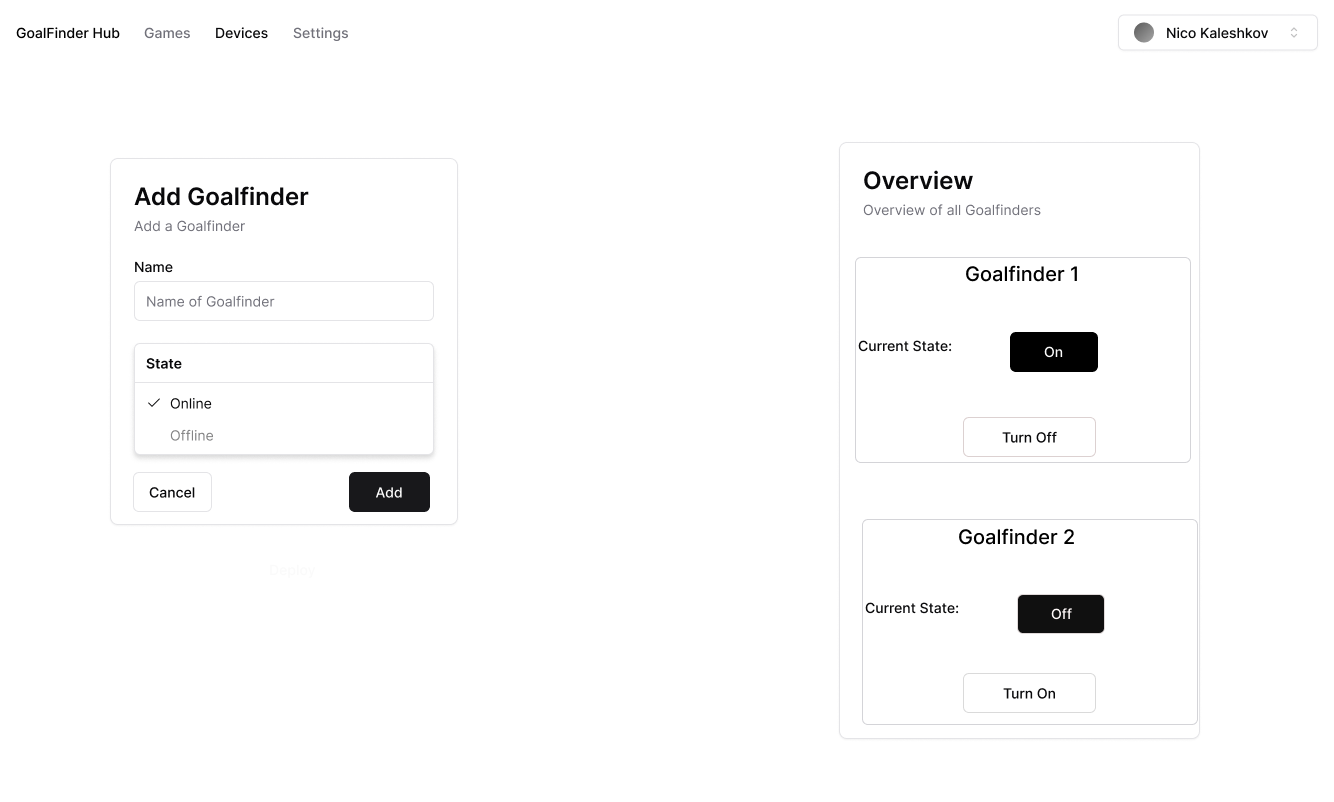 GoalFinder Hub Games Devices Settings Nico Kaleshkov
Add Goalfinder
Add a Goalfinder
Name
Name of Goalfinder
State
Online
Offline
Cancel Add
Deploy
Overview
Overview of all Goalfinders
Goalfinder 1
Current State: On
Turn Off
Goalfinder 2
Current State: Off
Turn On